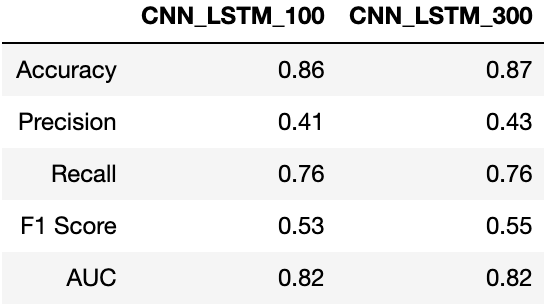 CNN_LSTM_100 CNN_LSTM_300
Accuracy 0.86 0.87
Precision 0.41 0.43
Recall 0.76 0.76
F1 Score 0.53 0.55
AUC 0.82 0.82